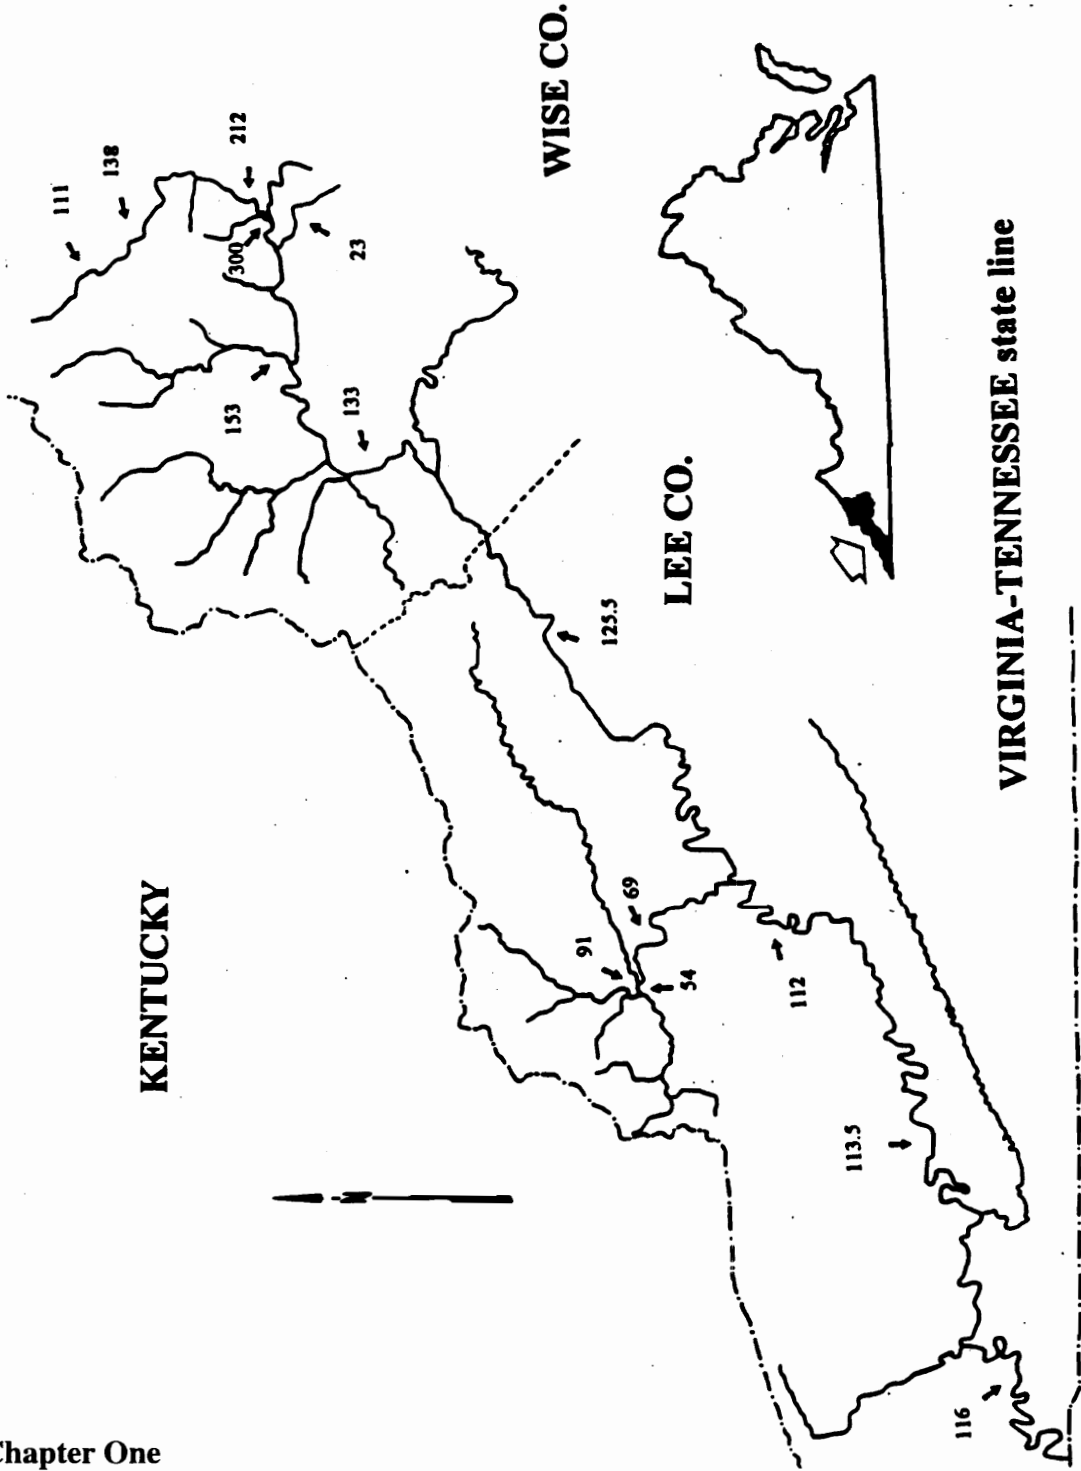 KENTUCKY
WISE CO.
LEE CO.
VIRGINIA-TENNESSEE state line
111
138
212
300
23
153
133
125.5
69
91
54
112
113.5
116
N
Chapter One